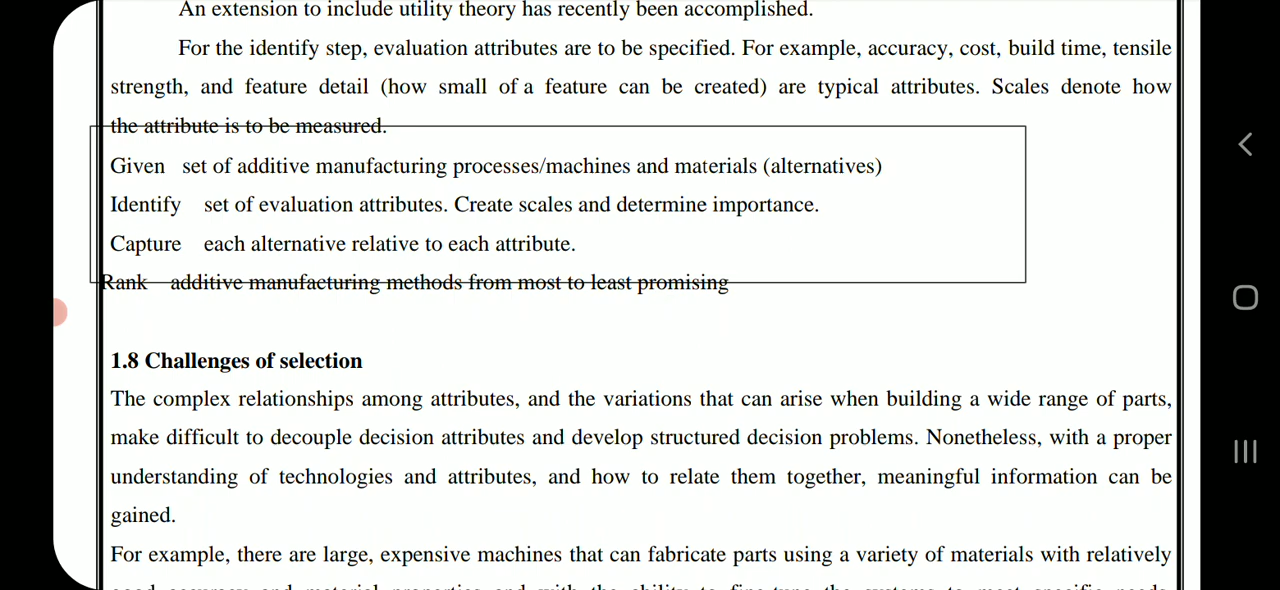 An extension to include utility theory has recently been accomplished.
For the identify step, evaluation attributes are to be specified. For example, accuracy, cost, build time, tensile
strength, and feature detail (how small of a feature can be created) are typical attributes. Scales denote how
the attribute is to be measured.
Given set of additive manufacturing processes/machines and materials (alternatives)
Identify set of evaluation attributes. Create scales and determine importance.
Capture each alternative relative to each attribute.
Rank additive manufacturing methods from most to least promising
1.8 Challenges of selection
The complex relationships among attributes, and the variations that can arise when building a wide range of parts,
make difficult to decouple decision attributes and develop structured decision problems. Nonetheless, with a proper
understanding of technologies and attributes, and how to relate them together, meaningful information can be
gained.
For example, there are large, expensive machines that can fabricate parts using a variety of materials with relatively